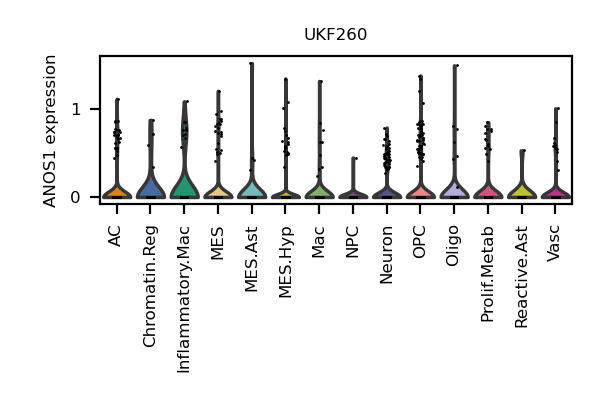 UKF260
ANOS1 expression
1
0
AC
Chromatin.Reg
Inflammatory.Mac
MES
MES.Ast
MES.Hyp
Mac
NPC
Neuron
OPC
Oligo
Prolif.Metab
Reactive.Ast
Vasc